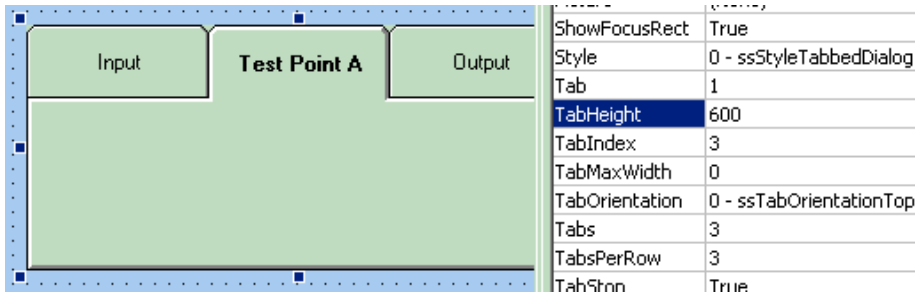 Input Test Point A Output
(None)
ShowFocusRect True
Style 0 - ssStyleTabbedDialog
Tab 1
TabHeight 600
TabIndex 3
TabMaxWidth 0
TabOrientation 0 - ssTabOrientationTop
Tabs 3
TabsPerRow 3
TabStop True